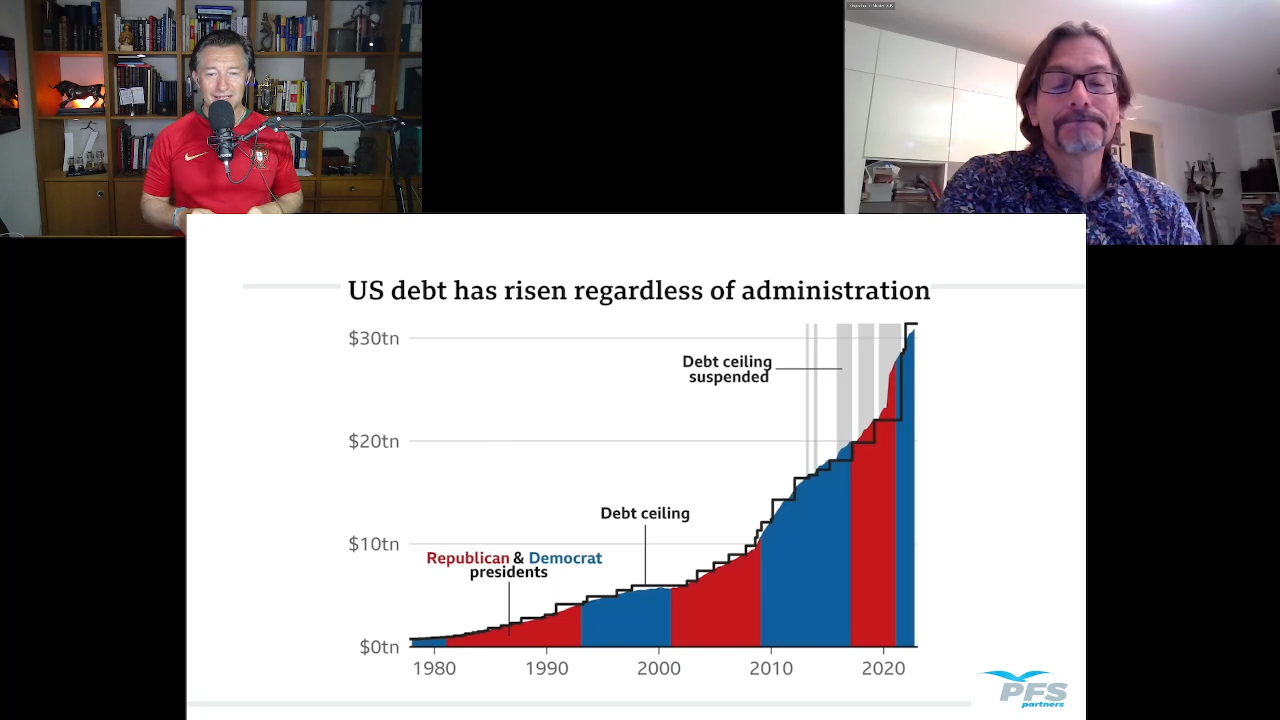 US debt has risen regardless of administration
$30tn
Debt ceiling
suspended
$20tn
Debt ceiling
$10tn
Republican & Democrat
presidents
$0tn
1980 1990 2000 2010 2020
PFS
partners